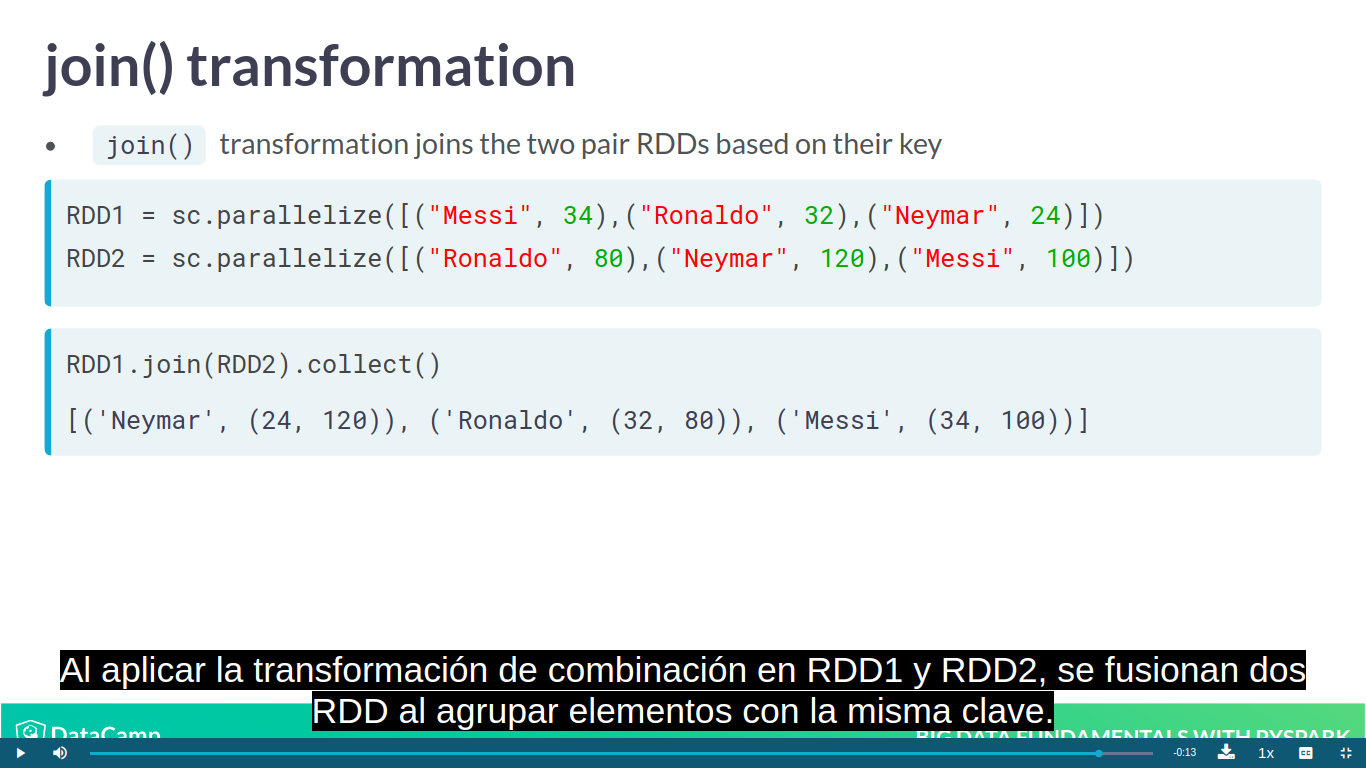 join() transformation
• join() transformation joins the two pair RDDs based on their key
RDD1 = sc.parallelize([("Messi", 34),("Ronaldo", 32),("Neymar", 24)])
RDD2 = sc.parallelize([("Ronaldo", 80),("Neymar", 120),("Messi", 100)])
RDD1.join(RDD2).collect()
[('Neymar', (24, 120)), ('Ronaldo', (32, 80)), ('Messi', (34, 100))]
Al aplicar la transformación de combinación en RDD1 y RDD2, se fusionan dos
RDD al agrupar elementos con la misma clave.
DataCamp BIG DATA FUNDAMENTALS WITH PYSPARK
-0:13 1x CC